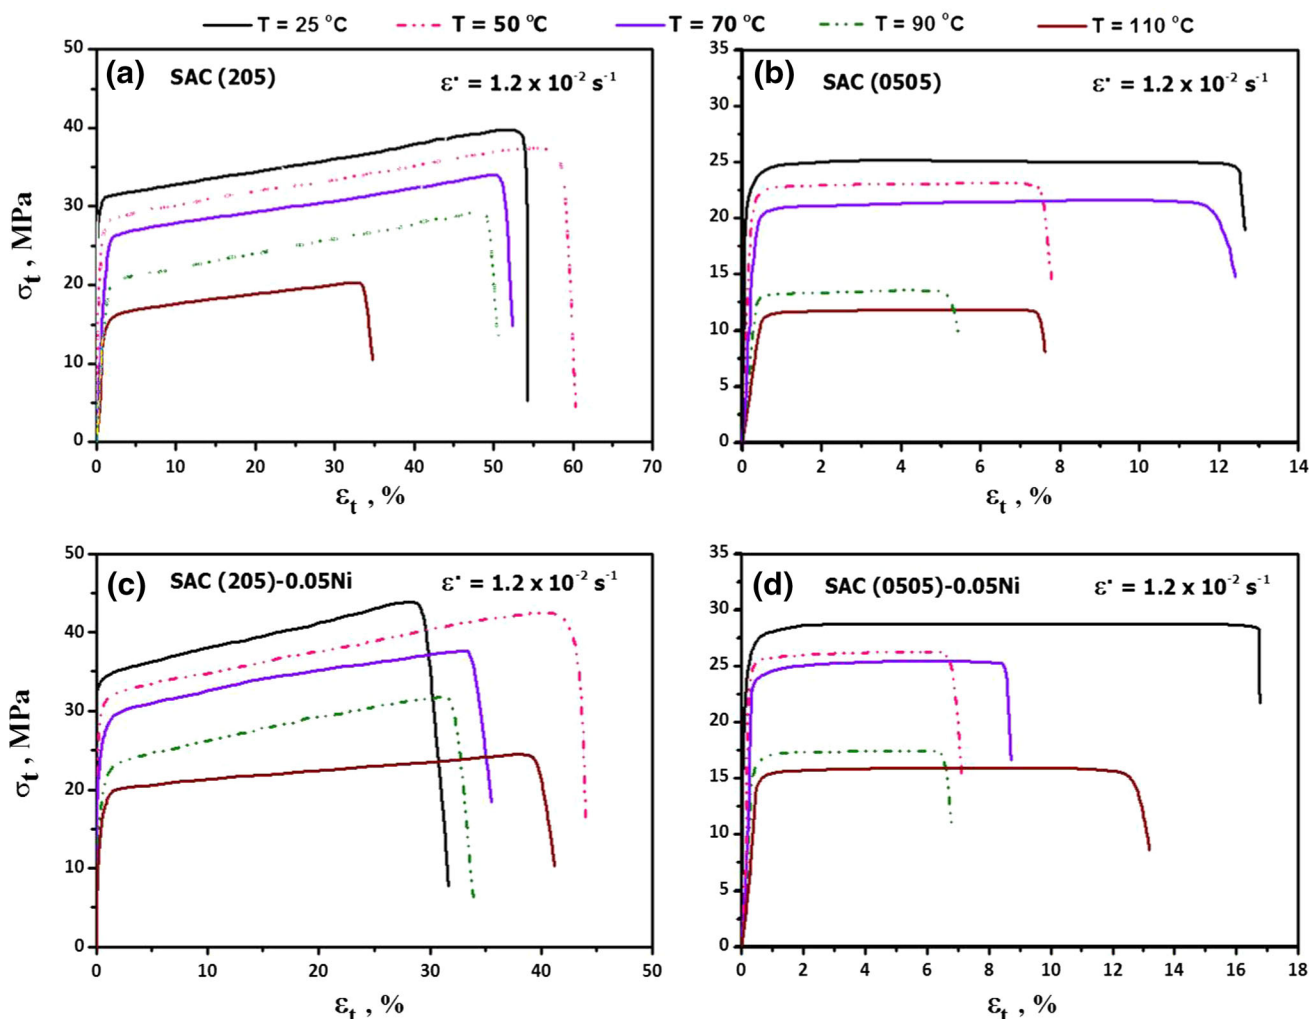 T = 25 °C T = 50 °C T = 70 °C T = 90 °C T = 110 °C
(a) SAC (205) ε• = 1.2 x 10⁻² s⁻¹
50
40
30
20
10
0
σt , MPa
0 10 20 30 40 50 60 70
εt , %
(b) SAC (0505) ε• = 1.2 x 10⁻² s⁻¹
35
30
25
20
15
10
5
0
0 2 4 6 8 10 12 14
εt , %
(c) SAC (205)-0.05Ni ε• = 1.2 x 10⁻² s⁻¹
50
40
30
20
10
0
σt , MPa
0 10 20 30 40 50
εt , %
(d) SAC (0505)-0.05Ni ε• = 1.2 x 10⁻² s⁻¹
35
30
25
20
15
10
5
0
0 2 4 6 8 10 12 14 16 18
εt , %